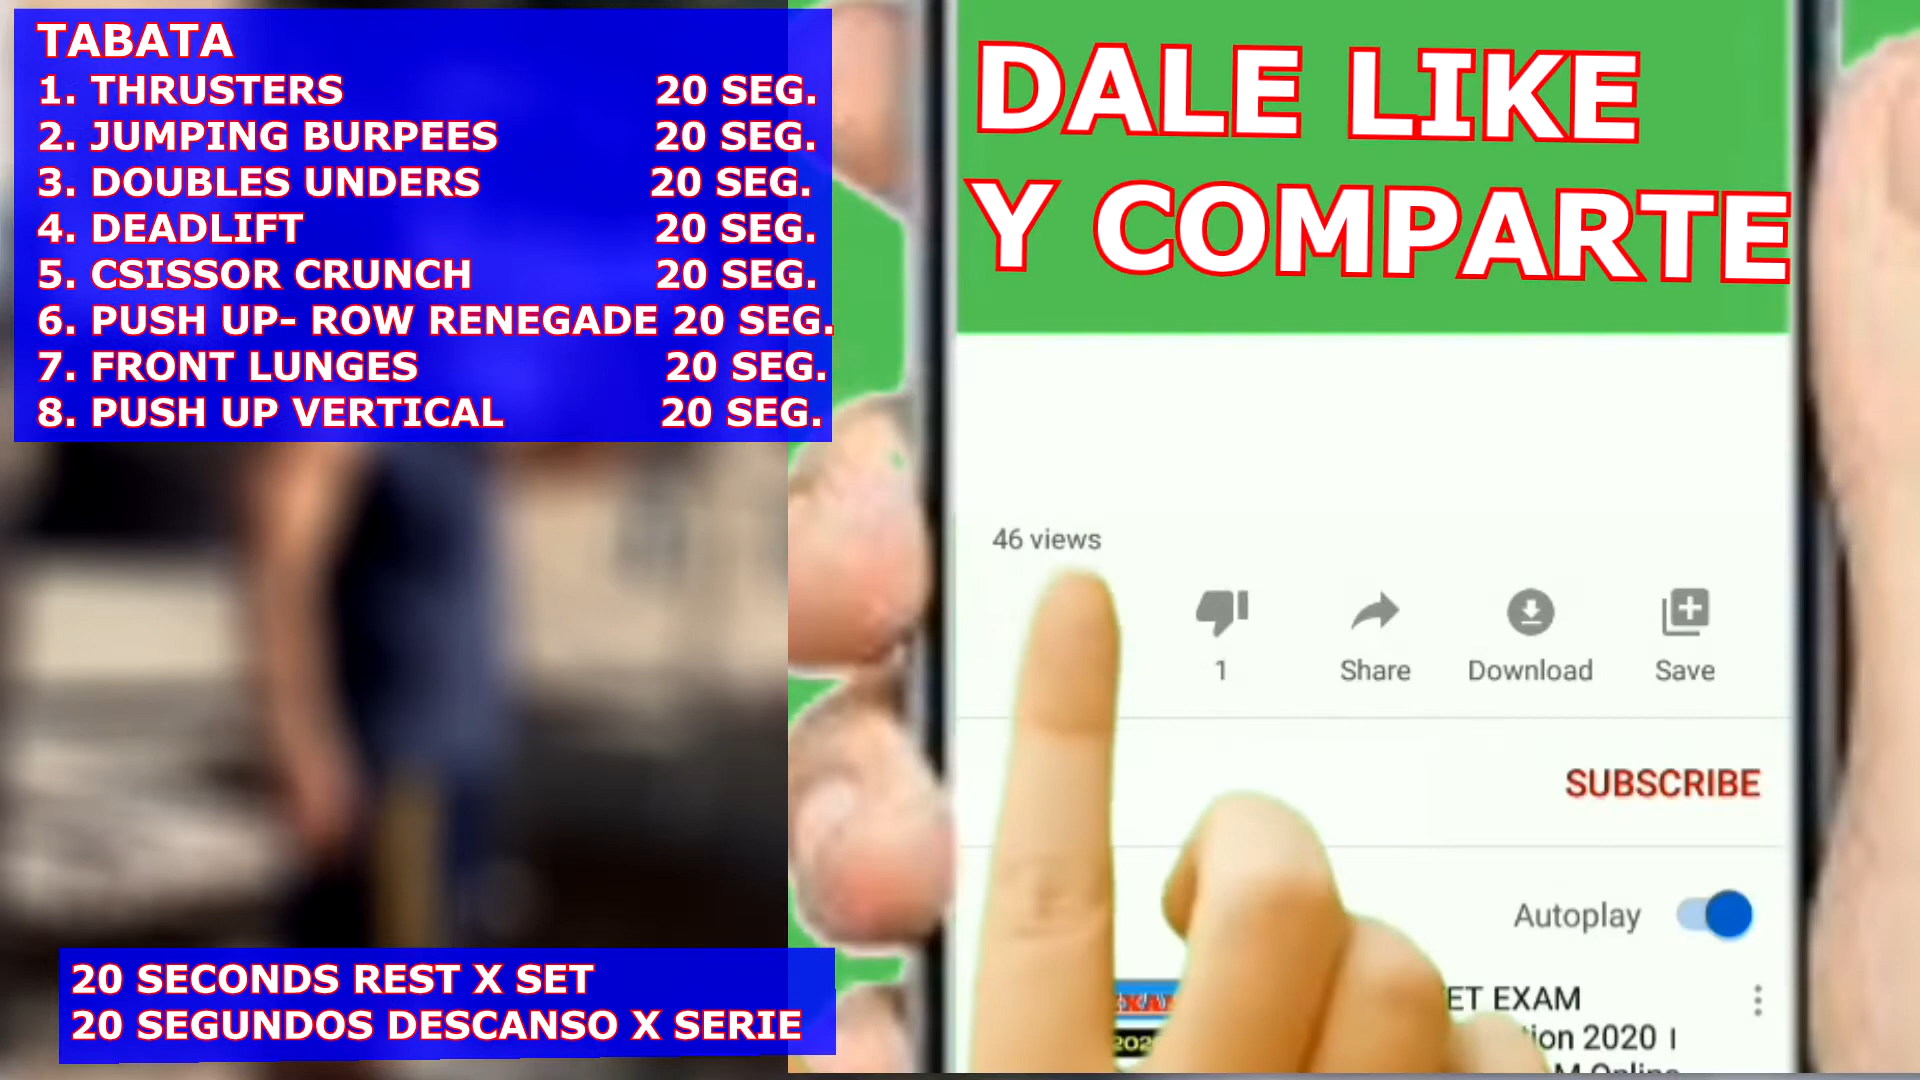 TABATA
1. THRUSTERS 20 SEG.
2. JUMPING BURPEES 20 SEG.
3. DOUBLES UNDERS 20 SEG.
4. DEADLIFT 20 SEG.
5. CSISSOR CRUNCH 20 SEG.
6. PUSH UP- ROW RENEGADE 20 SEG.
7. FRONT LUNGES 20 SEG.
8. PUSH UP VERTICAL 20 SEG.
20 SECONDS REST X SET
20 SEGUNDOS DESCANSO X SERIE
DALE LIKE
Y COMPARTE
46 views
1 Share Download Save
SUBSCRIBE
Autoplay
EXAM
2020 I